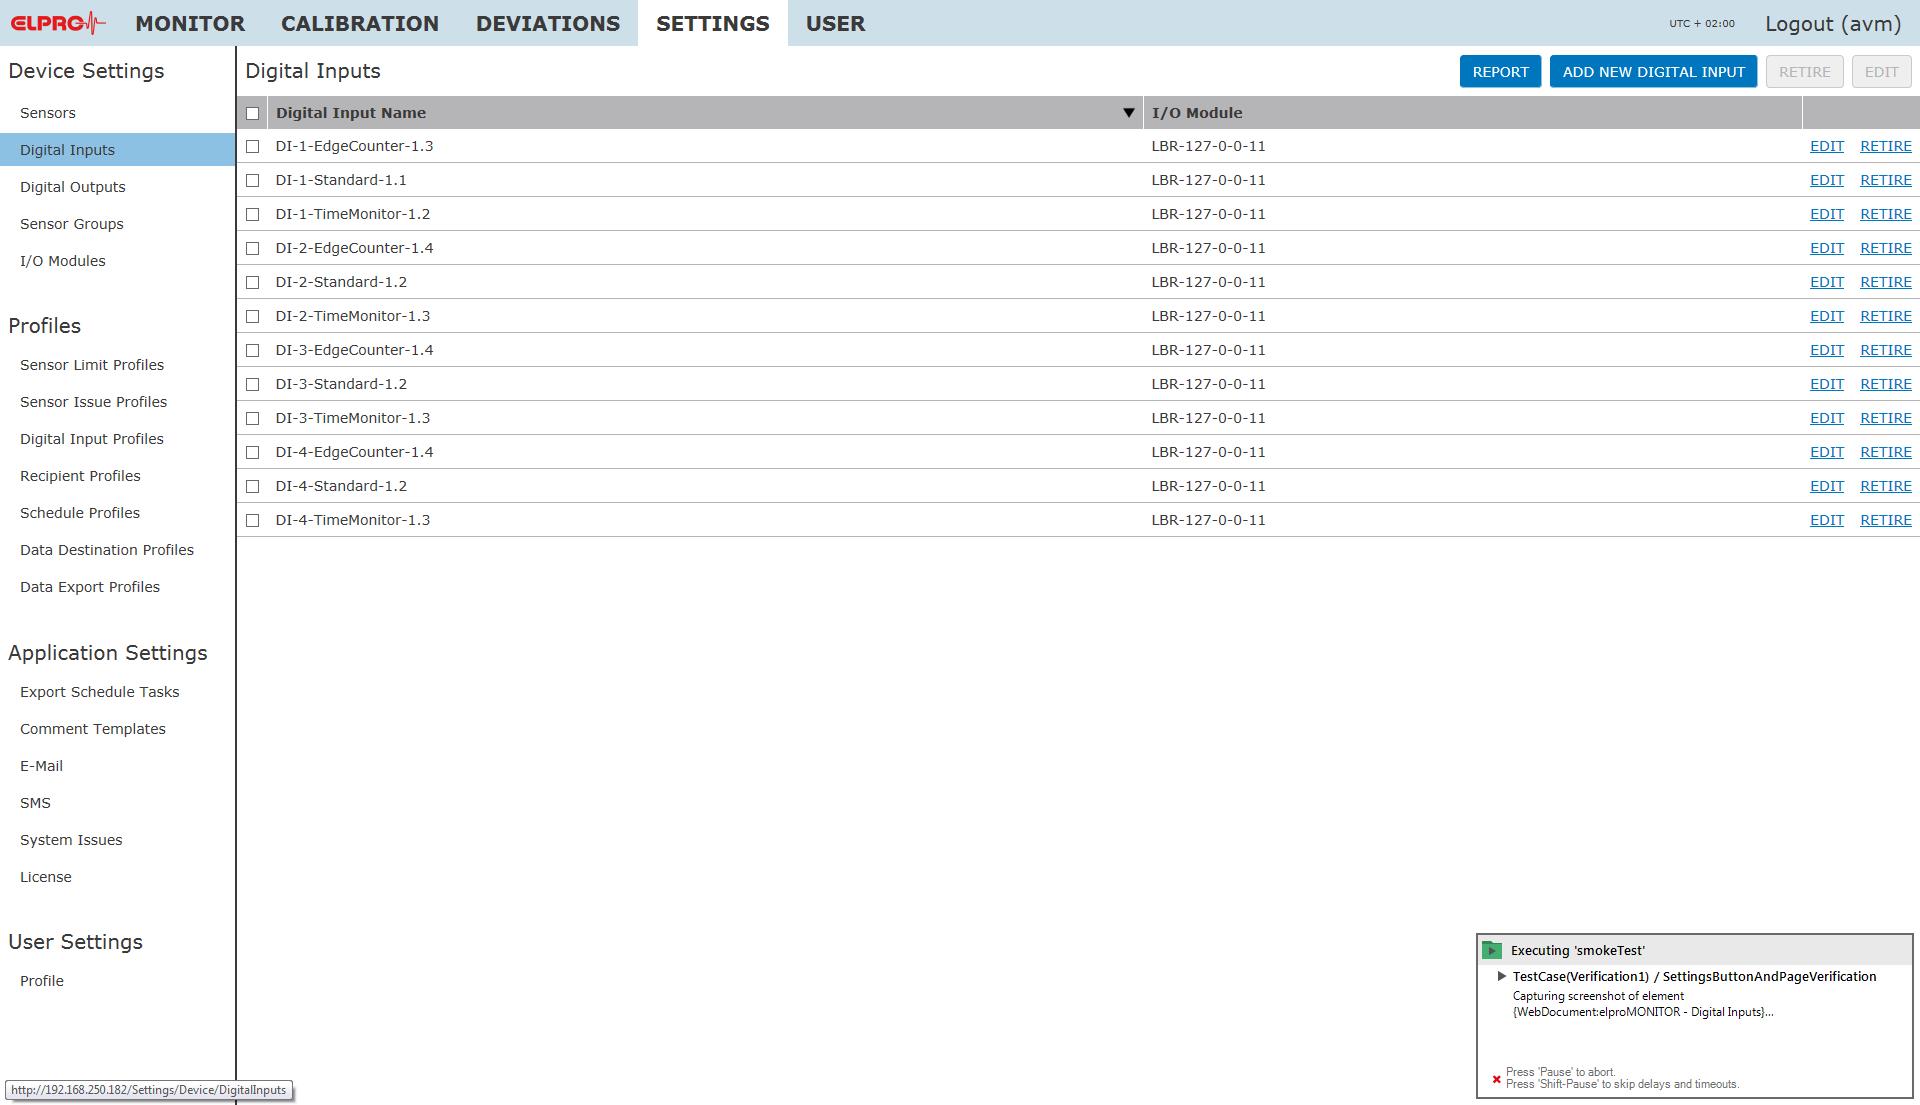 ELPRO MONITOR CALIBRATION DEVIATIONS SETTINGS USER UTC + 02:00 Logout (avm)
Device Settings
Sensors
Digital Inputs
Digital Outputs
Sensor Groups
I/O Modules
Profiles
Sensor Limit Profiles
Sensor Issue Profiles
Digital Input Profiles
Recipient Profiles
Schedule Profiles
Data Destination Profiles
Data Export Profiles
Application Settings
Export Schedule Tasks
Comment Templates
E-Mail
SMS
System Issues
License
User Settings
Profile
http://192.168.250.182/Settings/Device/DigitalInputs
Digital Inputs REPORT ADD NEW DIGITAL INPUT RETIRE EDIT
Digital Input Name I/O Module
DI-1-EdgeCounter-1.3 LBR-127-0-0-11 EDIT RETIRE
DI-1-Standard-1.1 LBR-127-0-0-11 EDIT RETIRE
DI-1-TimeMonitor-1.2 LBR-127-0-0-11 EDIT RETIRE
DI-2-EdgeCounter-1.4 LBR-127-0-0-11 EDIT RETIRE
DI-2-Standard-1.2 LBR-127-0-0-11 EDIT RETIRE
DI-2-TimeMonitor-1.3 LBR-127-0-0-11 EDIT RETIRE
DI-3-EdgeCounter-1.4 LBR-127-0-0-11 EDIT RETIRE
DI-3-Standard-1.2 LBR-127-0-0-11 EDIT RETIRE
DI-3-TimeMonitor-1.3 LBR-127-0-0-11 EDIT RETIRE
DI-4-EdgeCounter-1.4 LBR-127-0-0-11 EDIT RETIRE
DI-4-Standard-1.2 LBR-127-0-0-11 EDIT RETIRE
DI-4-TimeMonitor-1.3 LBR-127-0-0-11 EDIT RETIRE
Executing 'smokeTest'
TestCase(Verification1) / SettingsButtonAndPageVerification
Capturing screenshot of element
{WebDocument:elproMONITOR - Digital Inputs}...
Press 'Pause' to abort.
Press 'Shift-Pause' to skip delays and timeouts.